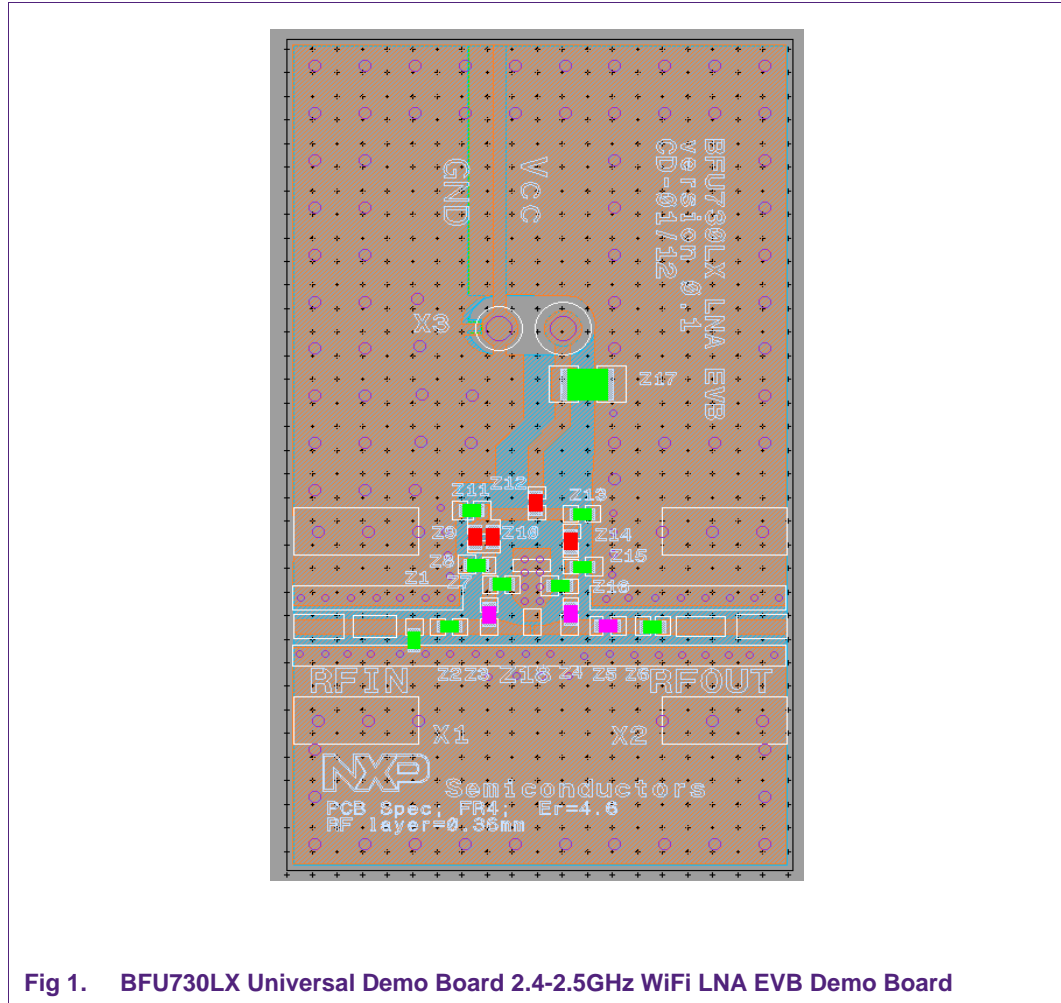 BFU730LX LNA EVB
version 0.1
CD-01/12
GND
Vcc
X3
Z17
Z12
Z11
Z13
Z9
Z10
Z14
Z8
Z15
Z1
Z7
Z16
Z2
Z3
Z18
Z4
Z5
Z6
RFIN
RFOUT
X1
X2
NXP
Semiconductors
PCB Spec; FR4; Er=4.6
RF layer=0.36mm
Fig 1. BFU730LX Universal Demo Board 2.4-2.5GHz WiFi LNA EVB Demo Board